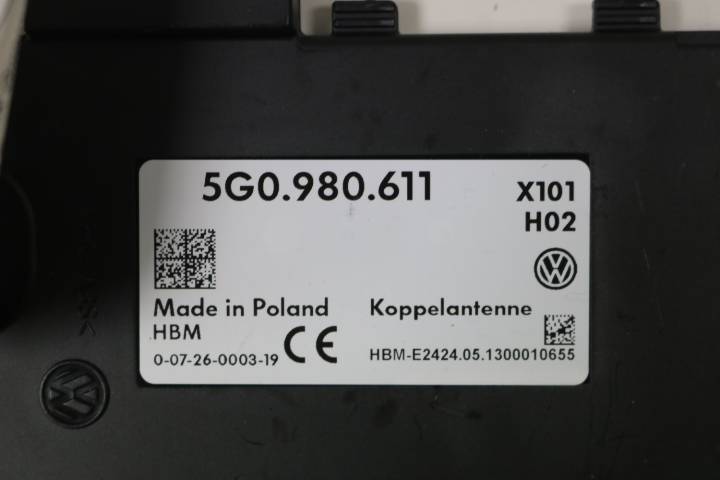 5G0.980.611
X101
H02
Made in Poland
HBM
0-07-26-0003-19
CE
Koppelantenne
HBM-E2424.05.1300010655